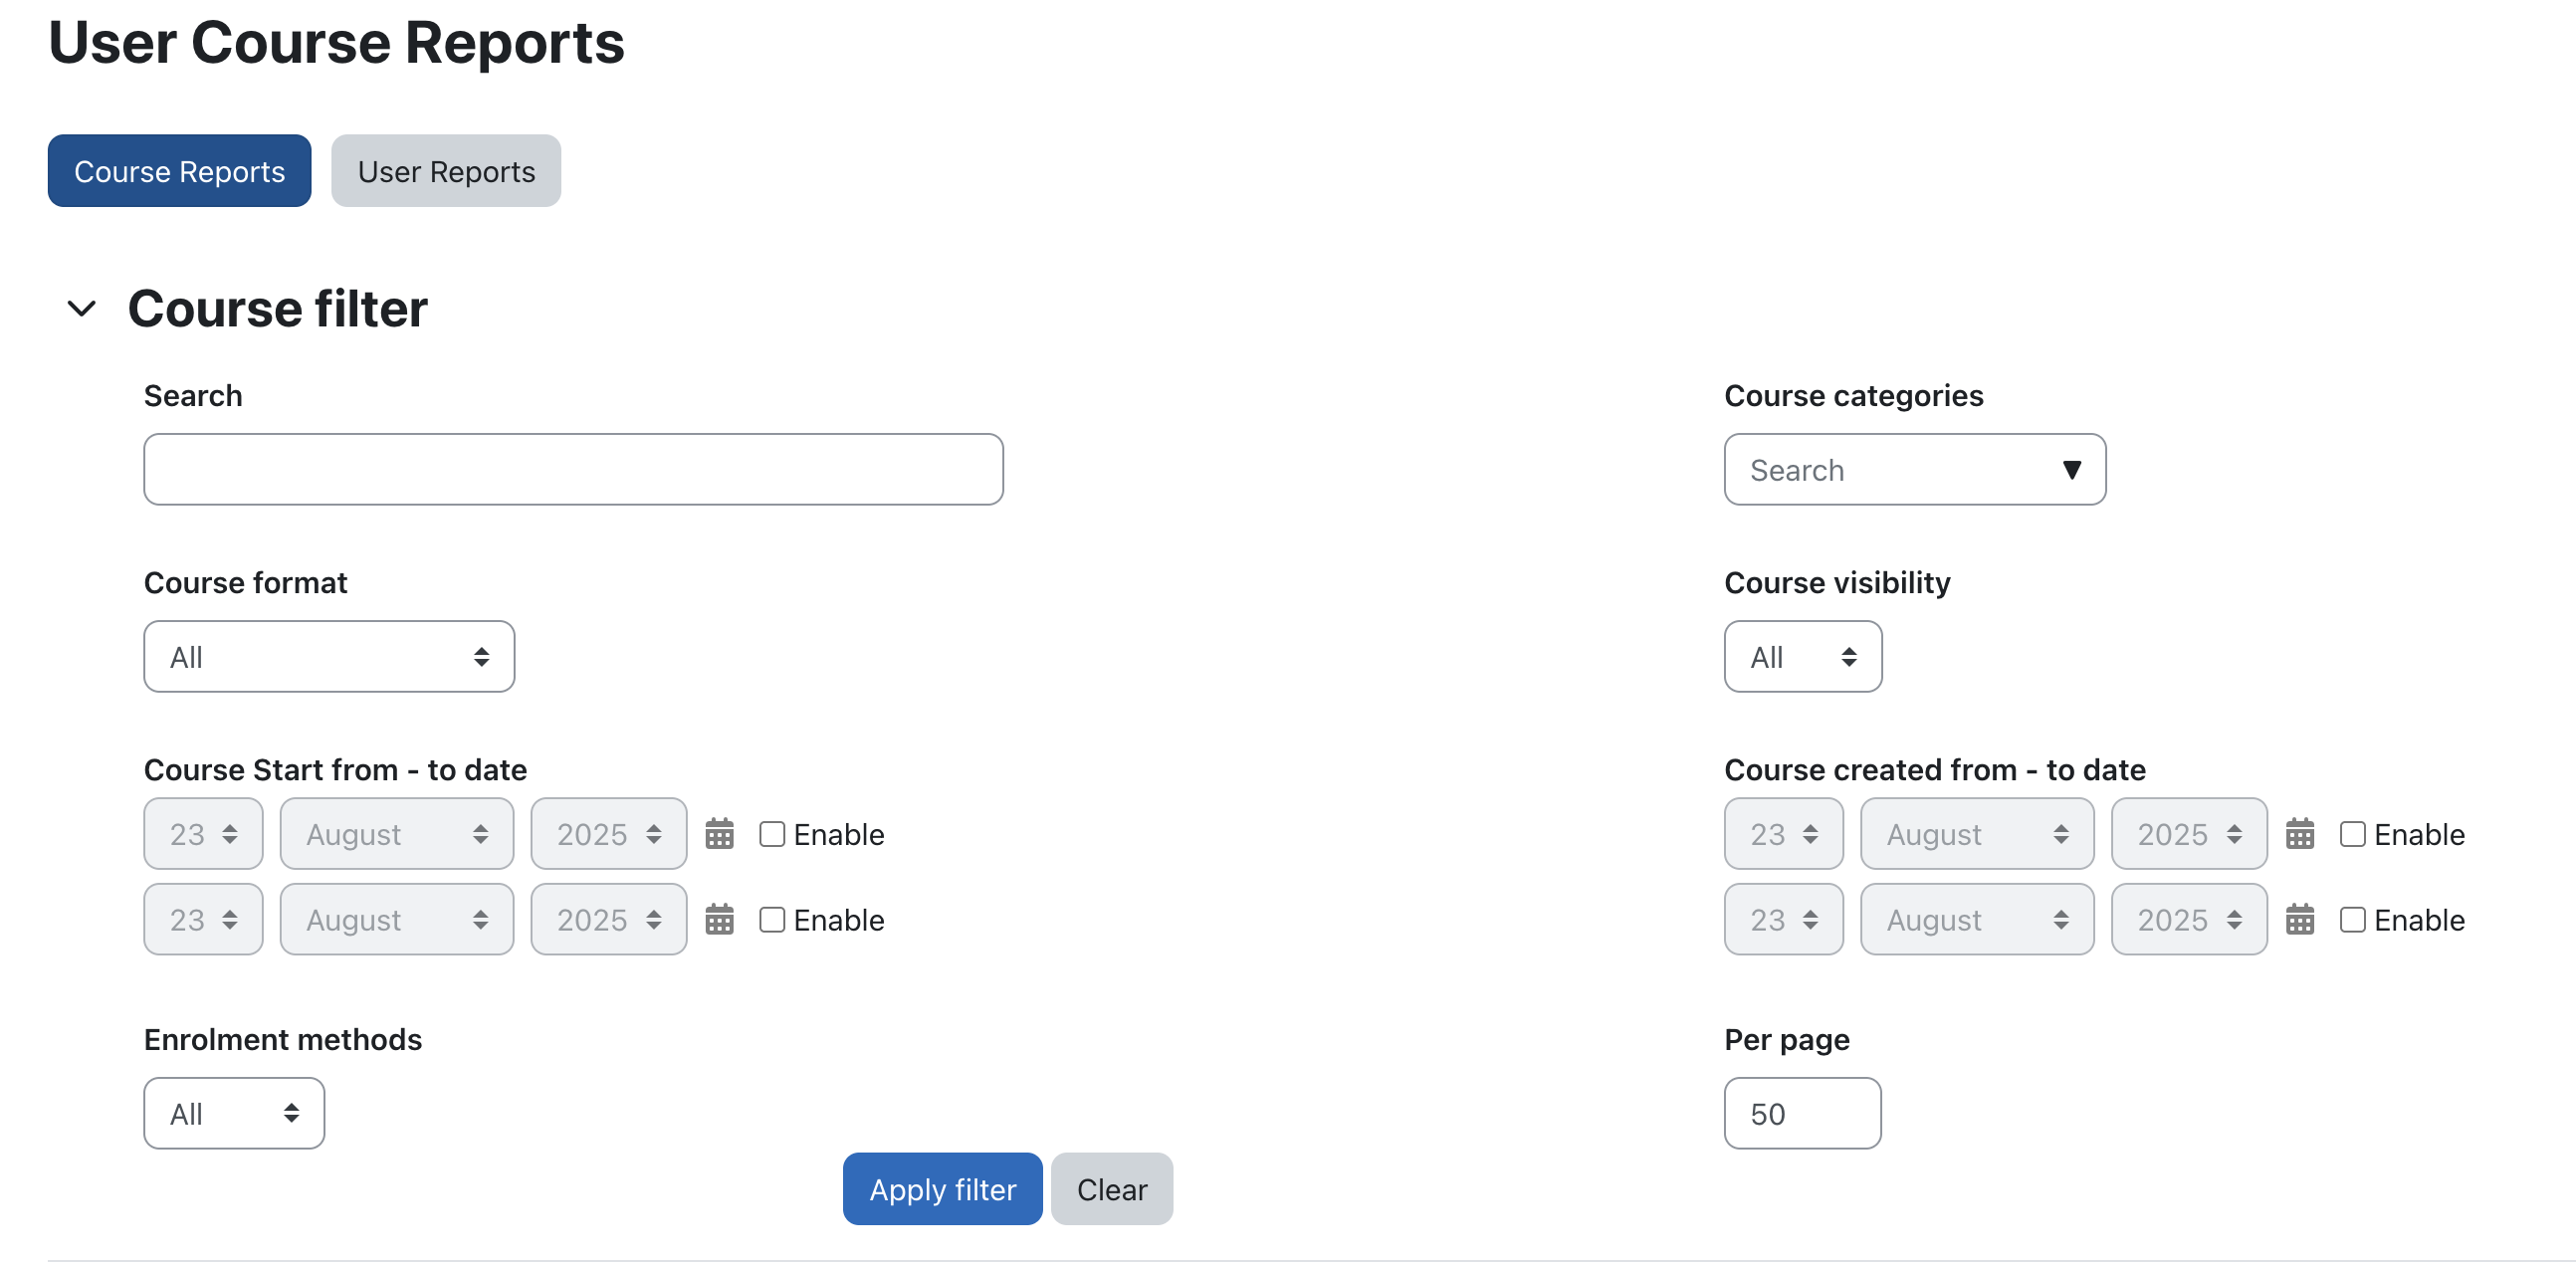 User Course Reports
Course Reports User Reports
Course filter
Search Course categories
Search
Course format Course visibility
All All
Course Start from - to date Course created from - to date
23 August 2025 Enable 23 August 2025 Enable
23 August 2025 Enable 23 August 2025 Enable
Enrolment methods Per page
All 50
Apply filter Clear